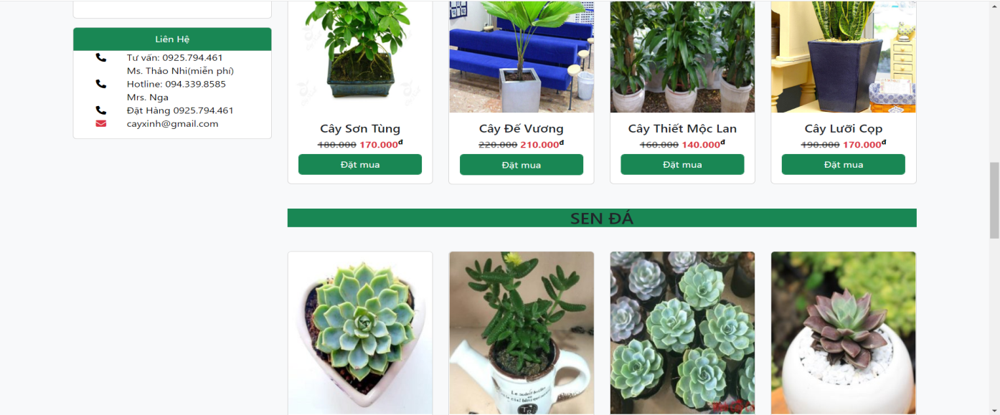 Liên Hệ
Tư vấn: 0925.794.461
Ms. Thảo Nhi(miễn phí)
Hotline: 094.339.8585
Mrs. Nga
Đặt Hàng 0925.794.461
cayxinh@gmail.com
Cây Sơn Tùng
180.000 170.000đ
Đặt mua
Cây Đế Vương
220.000 210.000đ
Đặt mua
Cây Thiết Mộc Lan
160.000 140.000đ
Đặt mua
Cây Lưỡi Cọp
190.000 170.000đ
Đặt mua
SEN ĐÁ